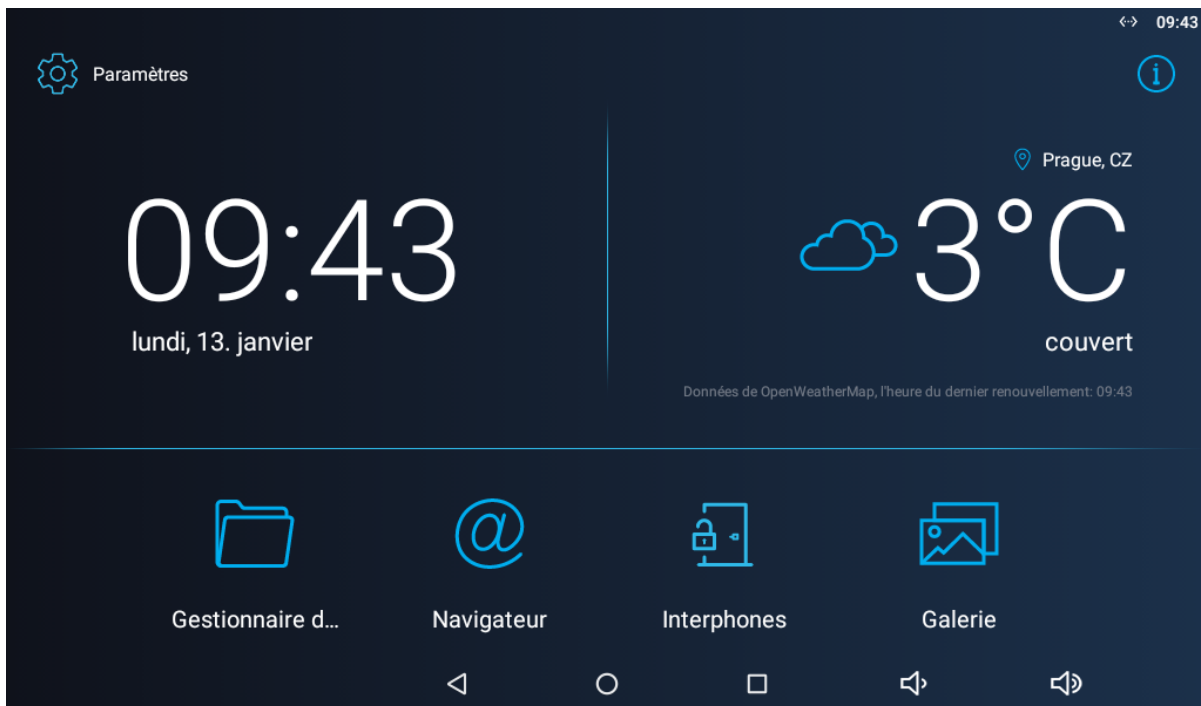 09:43
Paramètres
Prague, CZ
09:43
3°C
lundi, 13. janvier
couvert
Données de OpenWeatherMap, l'heure du dernier renouvellement: 09:43
Gestionnaire d...
Navigateur
Interphones
Galerie